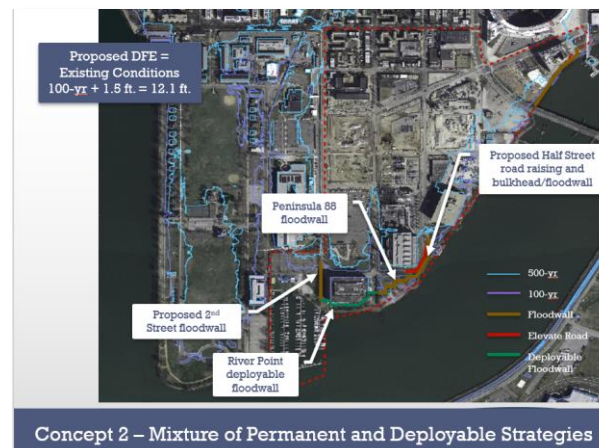 Proposed DFE =
Existing Conditions
100-yr + 1.5 ft. = 12.1 ft.
Proposed Half Street
road raising and
bulkhead/floodwall
Peninsula 88
floodwall
Proposed 2nd
Street floodwall
River Point
deployable
floodwall
500-yr
100-yr
Floodwall
Elevate Road
Deployable
Floodwall
Concept 2 – Mixture of Permanent and Deployable Strategies